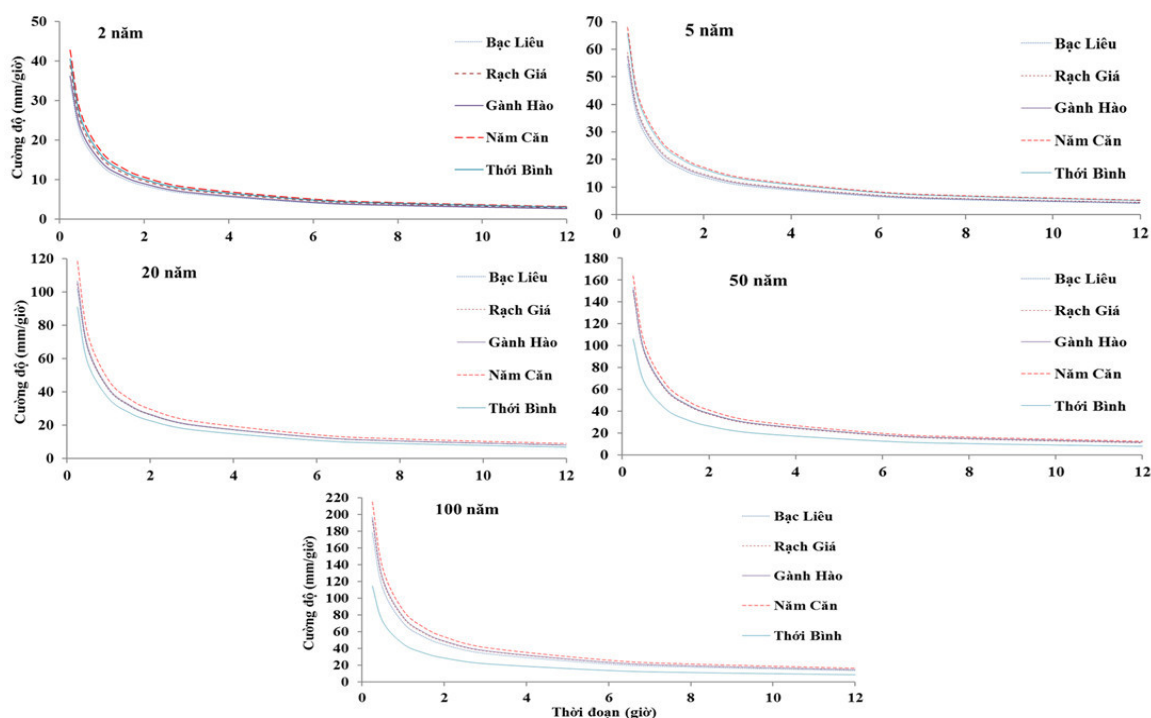 2 năm
Cường độ (mm/giờ)
50
40
30
20
10
0
0 2 4 6 8 10 12
Bạc Liêu
Rạch Giá
Gành Hào
Năm Căn
Thới Bình
5 năm
70
60
50
40
30
20
10
0
0 2 4 6 8 10 12
Bạc Liêu
Rạch Giá
Gành Hào
Năm Căn
Thới Bình
20 năm
Cường độ (mm/giờ)
120
100
80
60
40
20
0
0 2 4 6 8 10 12
Bạc Liêu
Rạch Giá
Gành Hào
Năm Căn
Thới Bình
50 năm
180
160
140
120
100
80
60
40
20
0
0 2 4 6 8 10 12
Bạc Liêu
Rạch Giá
Gành Hào
Năm Căn
Thới Bình
100 năm
Cường độ (mm/giờ)
220
200
180
160
140
120
100
80
60
40
20
0
0 2 4 6 8 10 12
Thời đoạn (giờ)
Bạc Liêu
Rạch Giá
Gành Hào
Năm Căn
Thới Bình